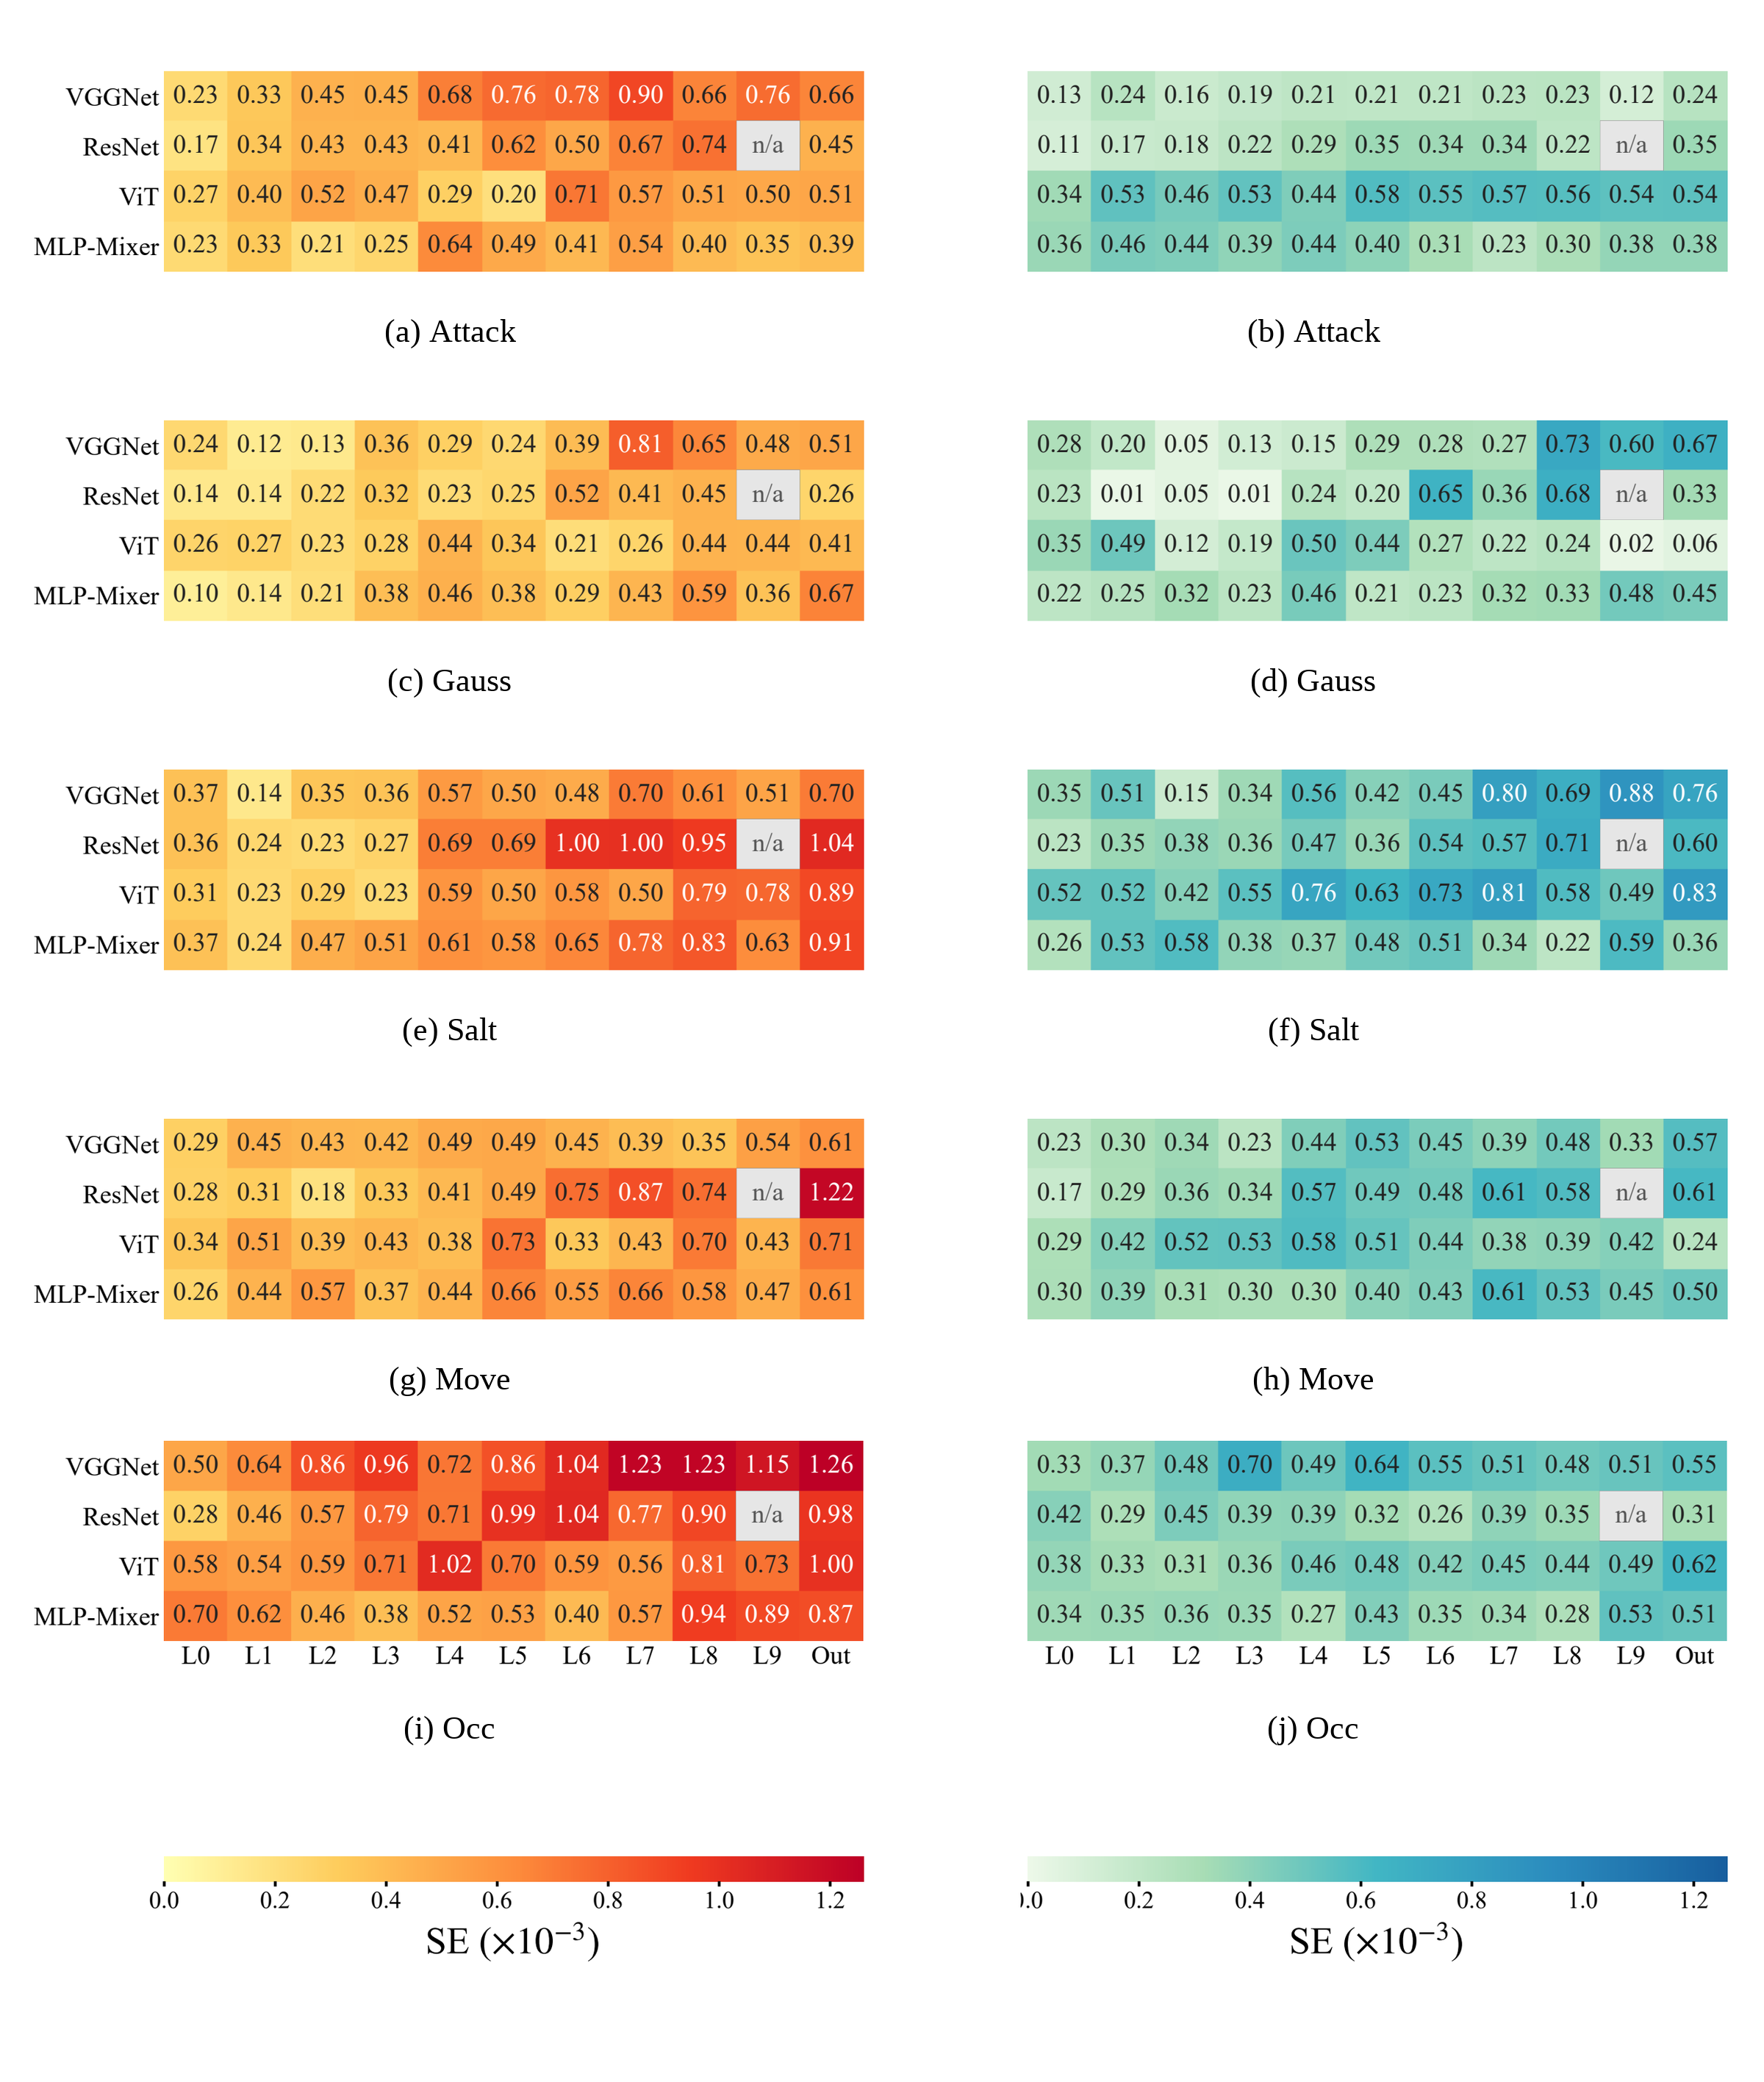 VGGNet 0.23 0.33 0.45 0.45 0.68 0.76 0.78 0.90 0.66 0.76 0.66 0.13 0.24 0.16 0.19 0.21 0.21 0.21 0.23 0.23 0.12 0.24
ResNet 0.17 0.34 0.43 0.43 0.41 0.62 0.50 0.67 0.74 n/a 0.45 0.11 0.17 0.18 0.22 0.29 0.35 0.34 0.34 0.22 n/a 0.35
ViT 0.27 0.40 0.52 0.47 0.29 0.20 0.71 0.57 0.51 0.50 0.51 0.34 0.53 0.46 0.53 0.44 0.58 0.55 0.57 0.56 0.54 0.54
MLP-Mixer 0.23 0.33 0.21 0.25 0.64 0.49 0.41 0.54 0.40 0.35 0.39 0.36 0.46 0.44 0.39 0.44 0.40 0.31 0.23 0.30 0.38 0.38
(a) Attack (b) Attack
VGGNet 0.24 0.12 0.13 0.36 0.29 0.24 0.39 0.81 0.65 0.48 0.51 0.28 0.20 0.05 0.13 0.15 0.29 0.28 0.27 0.73 0.60 0.67
ResNet 0.14 0.14 0.22 0.32 0.23 0.25 0.52 0.41 0.45 n/a 0.26 0.23 0.01 0.05 0.01 0.24 0.20 0.65 0.36 0.68 n/a 0.33
ViT 0.26 0.27 0.23 0.28 0.44 0.34 0.21 0.26 0.44 0.44 0.41 0.35 0.49 0.12 0.19 0.50 0.44 0.27 0.22 0.24 0.02 0.06
MLP-Mixer 0.10 0.14 0.21 0.38 0.46 0.38 0.29 0.43 0.59 0.36 0.67 0.22 0.25 0.32 0.23 0.46 0.21 0.23 0.32 0.33 0.48 0.45
(c) Gauss (d) Gauss
VGGNet 0.37 0.14 0.35 0.36 0.57 0.50 0.48 0.70 0.61 0.51 0.70 0.35 0.51 0.15 0.34 0.56 0.42 0.45 0.80 0.69 0.88 0.76
ResNet 0.36 0.24 0.23 0.27 0.69 0.69 1.00 1.00 0.95 n/a 1.04 0.23 0.35 0.38 0.36 0.47 0.36 0.54 0.57 0.71 n/a 0.60
ViT 0.31 0.23 0.29 0.23 0.59 0.50 0.58 0.50 0.79 0.78 0.89 0.52 0.52 0.42 0.55 0.76 0.63 0.73 0.81 0.58 0.49 0.83
MLP-Mixer 0.37 0.24 0.47 0.51 0.61 0.58 0.65 0.78 0.83 0.63 0.91 0.26 0.53 0.58 0.38 0.37 0.48 0.51 0.34 0.22 0.59 0.36
(e) Salt (f) Salt
VGGNet 0.29 0.45 0.43 0.42 0.49 0.49 0.45 0.39 0.35 0.54 0.61 0.23 0.30 0.34 0.23 0.44 0.53 0.45 0.39 0.48 0.33 0.57
ResNet 0.28 0.31 0.18 0.33 0.41 0.49 0.75 0.87 0.74 n/a 1.22 0.17 0.29 0.36 0.34 0.57 0.49 0.48 0.61 0.58 n/a 0.61
ViT 0.34 0.51 0.39 0.43 0.38 0.73 0.33 0.43 0.70 0.43 0.71 0.29 0.42 0.52 0.53 0.58 0.51 0.44 0.38 0.39 0.42 0.24
MLP-Mixer 0.26 0.44 0.57 0.37 0.44 0.66 0.55 0.66 0.58 0.47 0.61 0.30 0.39 0.31 0.30 0.30 0.40 0.43 0.61 0.53 0.45 0.50
(g) Move (h) Move
VGGNet 0.50 0.64 0.86 0.96 0.72 0.86 1.04 1.23 1.23 1.15 1.26 0.33 0.37 0.48 0.70 0.49 0.64 0.55 0.51 0.48 0.51 0.55
ResNet 0.28 0.46 0.57 0.79 0.71 0.99 1.04 0.77 0.90 n/a 0.98 0.42 0.29 0.45 0.39 0.39 0.32 0.26 0.39 0.35 n/a 0.31
ViT 0.58 0.54 0.59 0.71 1.02 0.70 0.59 0.56 0.81 0.73 1.00 0.38 0.33 0.31 0.36 0.46 0.48 0.42 0.45 0.44 0.49 0.62
MLP-Mixer 0.70 0.62 0.46 0.38 0.52 0.53 0.40 0.57 0.94 0.89 0.87 0.34 0.35 0.36 0.35 0.27 0.43 0.35 0.34 0.28 0.53 0.51
L0 L1 L2 L3 L4 L5 L6 L7 L8 L9 Out L0 L1 L2 L3 L4 L5 L6 L7 L8 L9 Out
(i) Occ (j) Occ
0.0 0.2 0.4 0.6 0.8 1.0 1.2 0.0 0.2 0.4 0.6 0.8 1.0 1.2
SE (×10⁻³) SE (×10⁻³)